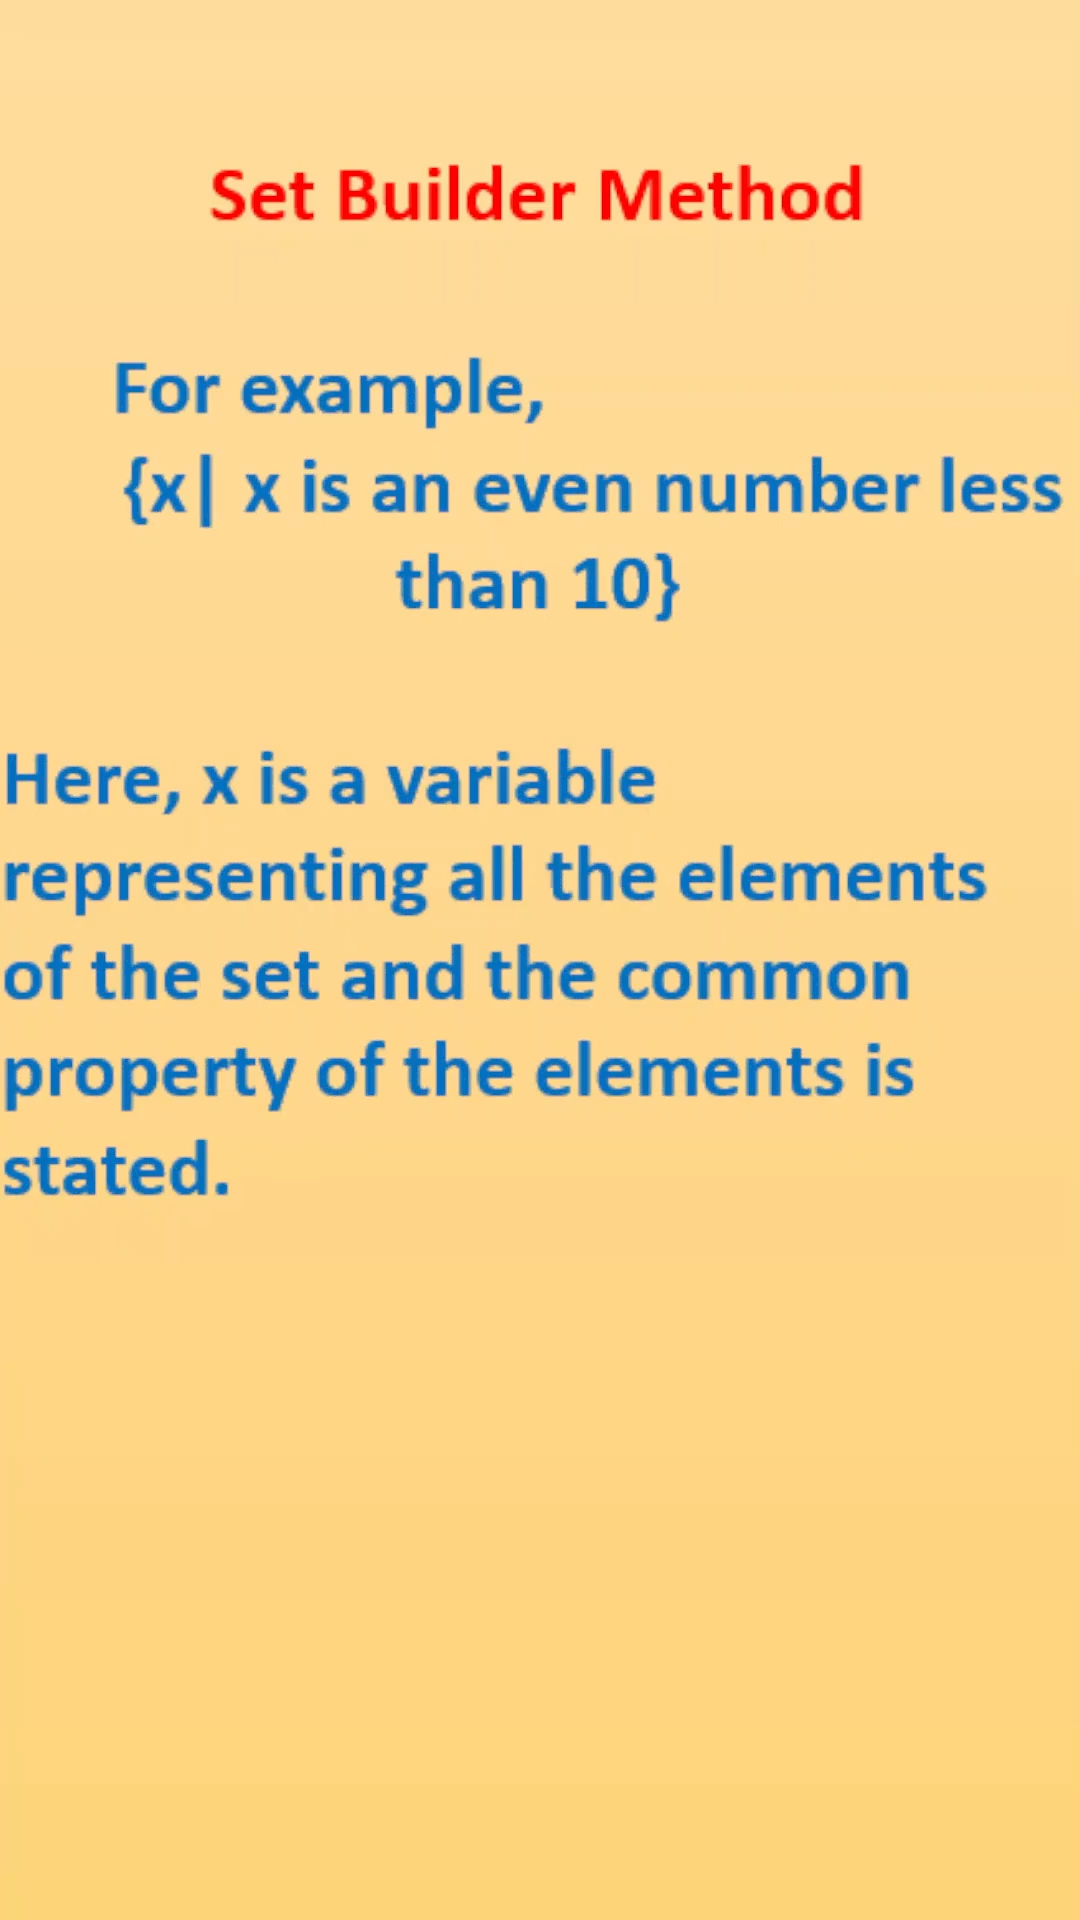 Set Builder Method
For example,
{x| x is an even number less
than 10}
Here, x is a variable
representing all the elements
of the set and the common
property of the elements is
stated.